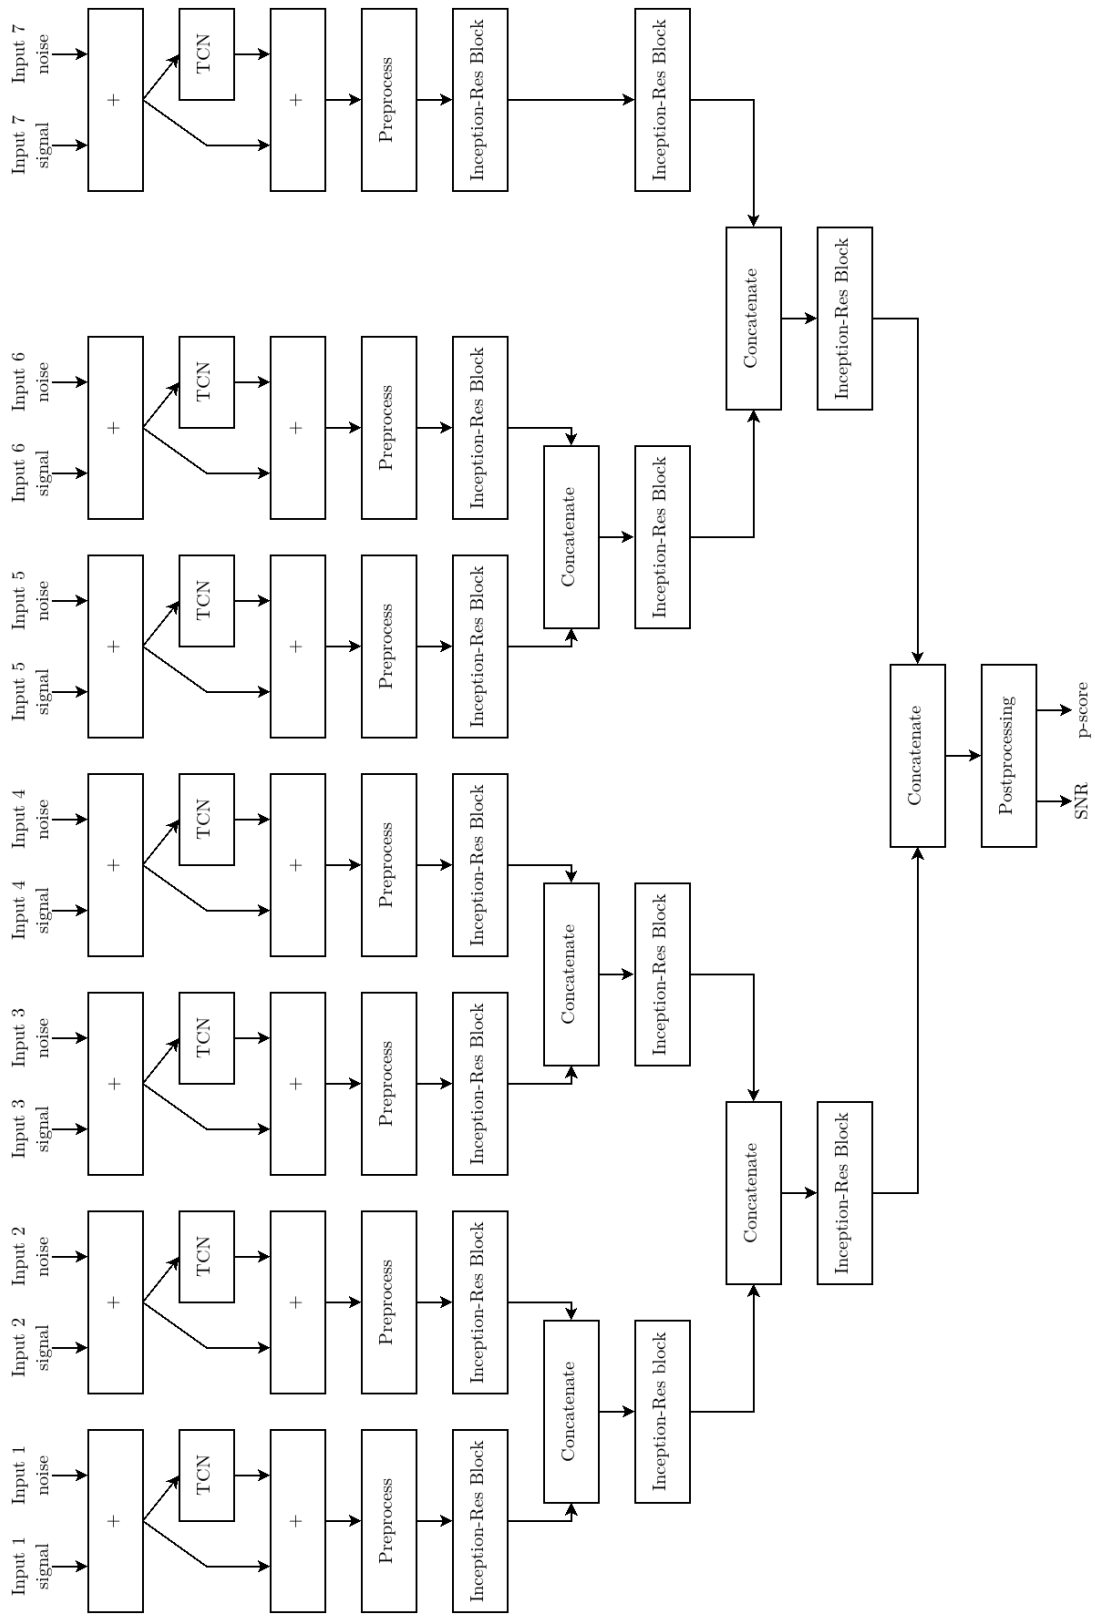 Input 1
signal
Input 1
noise
Input 2
signal
Input 2
noise
Input 3
signal
Input 3
noise
Input 4
signal
Input 4
noise
Input 5
signal
Input 5
noise
Input 6
signal
Input 6
noise
Input 7
signal
Input 7
noise
+
+
+
+
+
+
+
TCN
TCN
TCN
TCN
TCN
TCN
TCN
+
+
+
+
+
+
+
Preprocess
Preprocess
Preprocess
Preprocess
Preprocess
Preprocess
Preprocess
Inception-Res Block
Inception-Res Block
Inception-Res Block
Inception-Res Block
Inception-Res Block
Inception-Res Block
Inception-Res Block
Concatenate
Concatenate
Concatenate
Inception-Res block
Inception-Res Block
Inception-Res Block
Inception-Res Block
Concatenate
Concatenate
Inception-Res Block
Inception-Res Block
Concatenate
Postprocessing
SNR
p-score